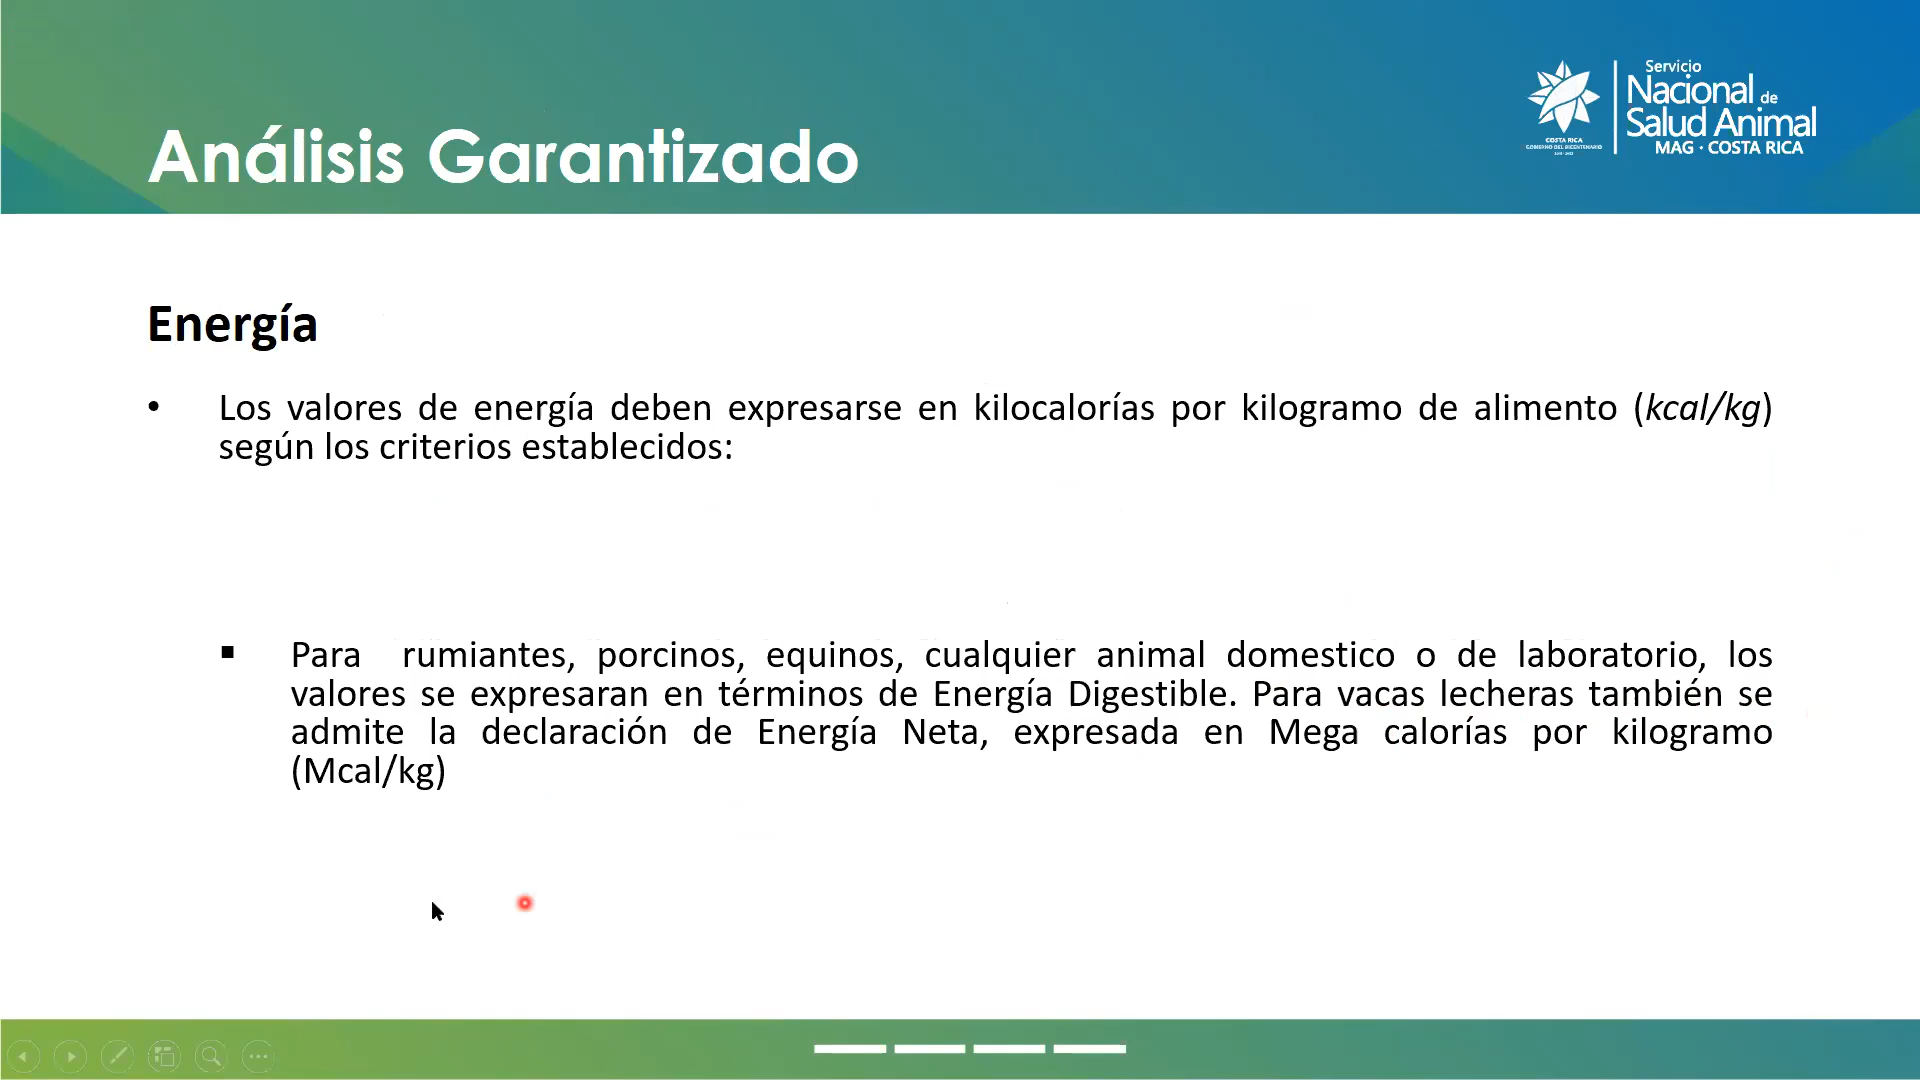 Servicio
Nacional de
Salud Animal
MAG · COSTA RICA
COSTA RICA
GOBIERNO DEL BICENTENARIO
Análisis Garantizado
Energía
• Los valores de energía deben expresarse en kilocalorías por kilogramo de alimento (kcal/kg)
según los criterios establecidos:
▪ Para rumiantes, porcinos, equinos, cualquier animal domestico o de laboratorio, los
valores se expresaran en términos de Energía Digestible. Para vacas lecheras también se
admite la declaración de Energía Neta, expresada en Mega calorías por kilogramo
(Mcal/kg)